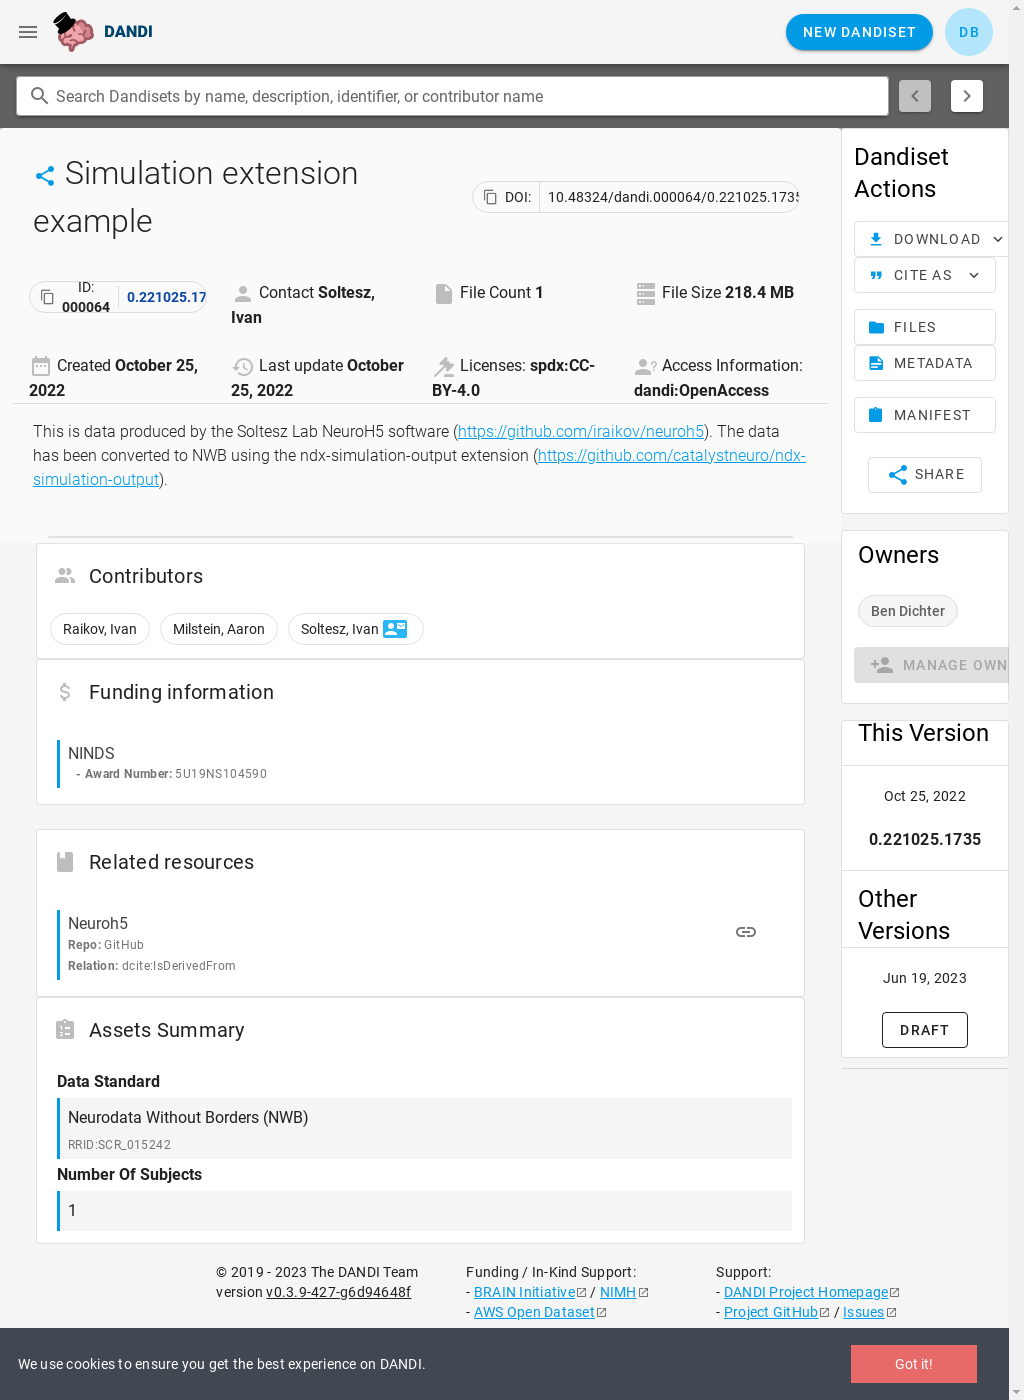 DANDI
NEW DANDISET
DB
Search Dandisets by name, description, identifier, or contributor name
Simulation extension
example
DOI:
10.48324/dandi.000064/0.221025.1735
ID:
000064
0.221025.17
Contact Soltesz,
Ivan
File Count 1
File Size 218.4 MB
Created October 25,
2022
Last update October
25, 2022
Licenses: spdx:CC-
BY-4.0
Access Information:
dandi:OpenAccess
This is data produced by the Soltesz Lab NeuroH5 software (https://github.com/iraikov/neuroh5). The data
has been converted to NWB using the ndx-simulation-output extension (https://github.com/catalystneuro/ndx-
simulation-output).
Contributors
Raikov, Ivan
Milstein, Aaron
Soltesz, Ivan
Funding information
NINDS
- Award Number: 5U19NS104590
Related resources
Neuroh5
Repo: GitHub
Relation: dcite:IsDerivedFrom
Assets Summary
Data Standard
Neurodata Without Borders (NWB)
RRID:SCR_015242
Number Of Subjects
1
Dandiset
Actions
DOWNLOAD
CITE AS
FILES
METADATA
MANIFEST
SHARE
Owners
Ben Dichter
MANAGE OWN
This Version
Oct 25, 2022
0.221025.1735
Other
Versions
Jun 19, 2023
DRAFT
© 2019 - 2023 The DANDI Team
version v0.3.9-427-g6d94648f
Funding / In-Kind Support:
- BRAIN Initiative / NIMH
- AWS Open Dataset
Support:
- DANDI Project Homepage
- Project GitHub / Issues
We use cookies to ensure you get the best experience on DANDI.
Got it!